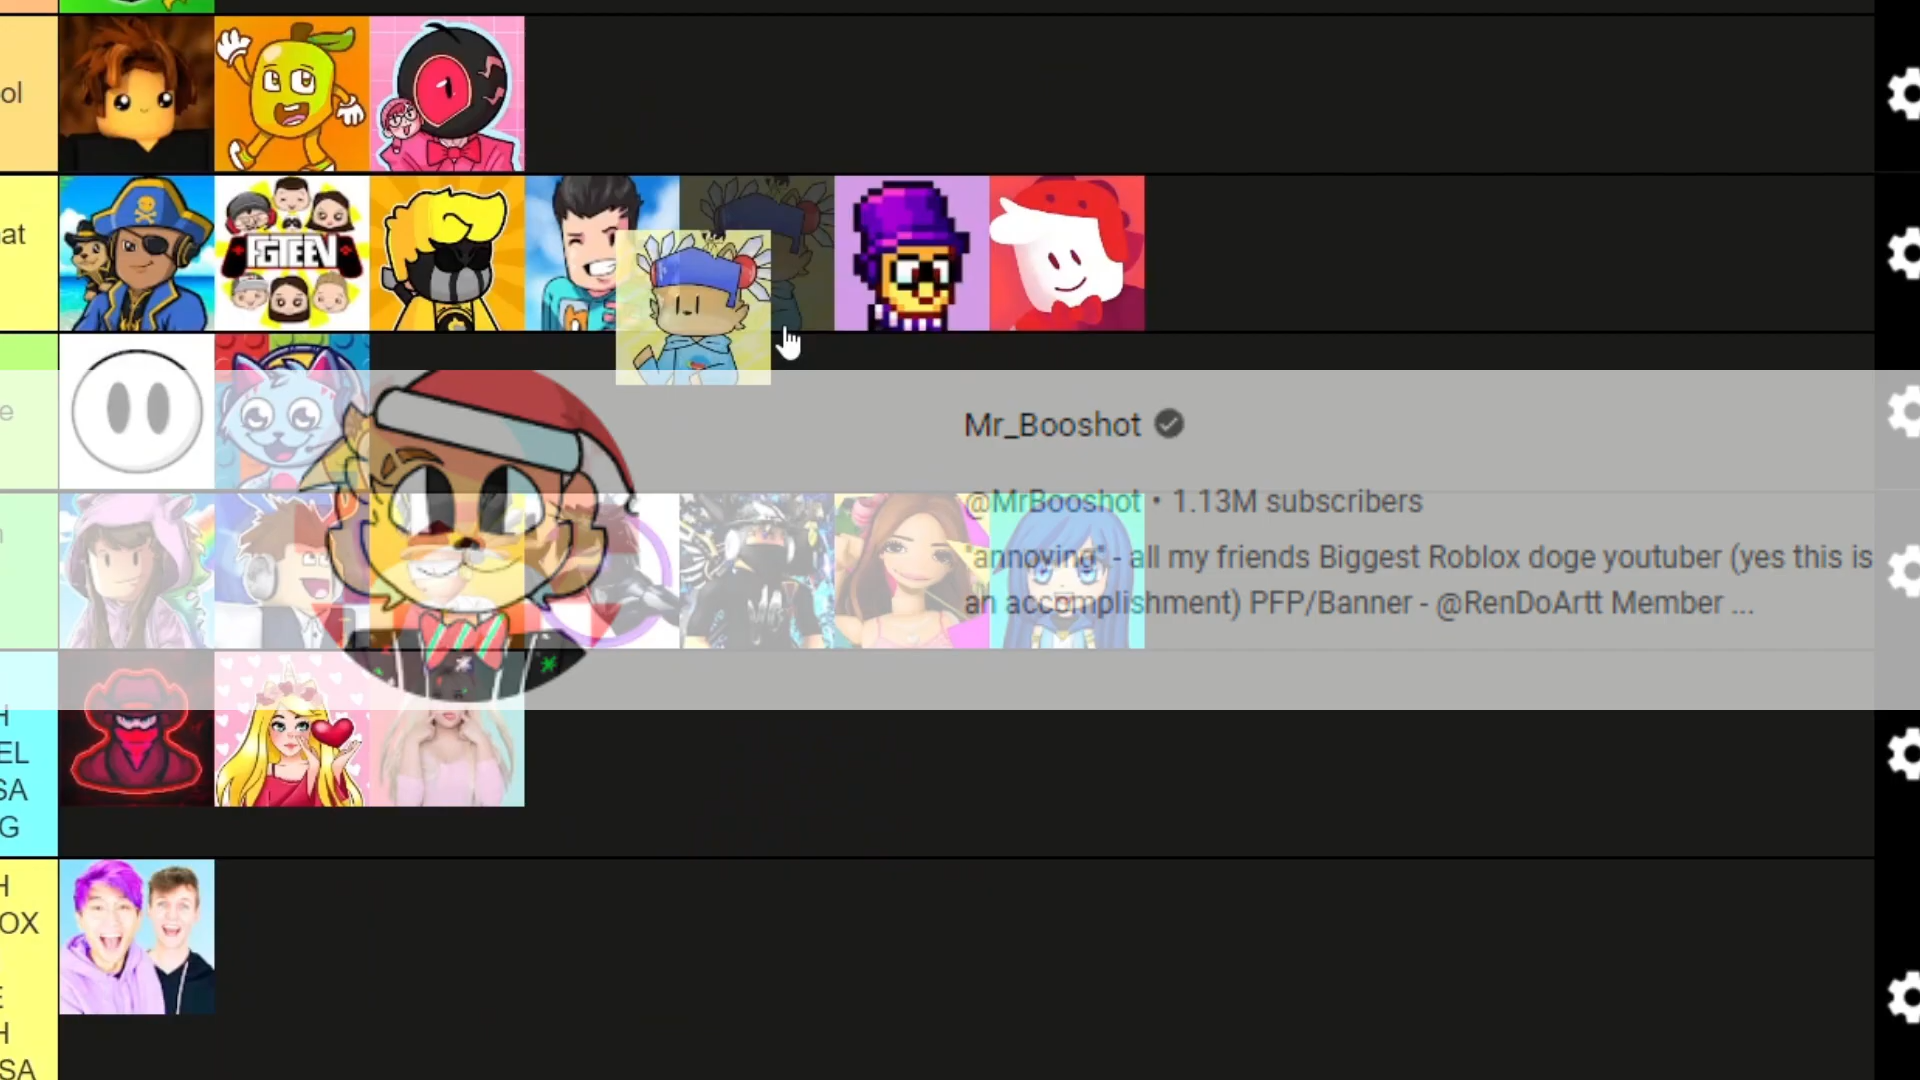 ol
at
FGTEEV
e
Mr_Booshot
@MrBooshot • 1.13M subscribers
"annoying" - all my friends Biggest Roblox doge youtuber (yes this is
an accomplishment) PFP/Banner - @RenDoArtt Member ...
H
EL
SA
G
H
OX
E
H
SA